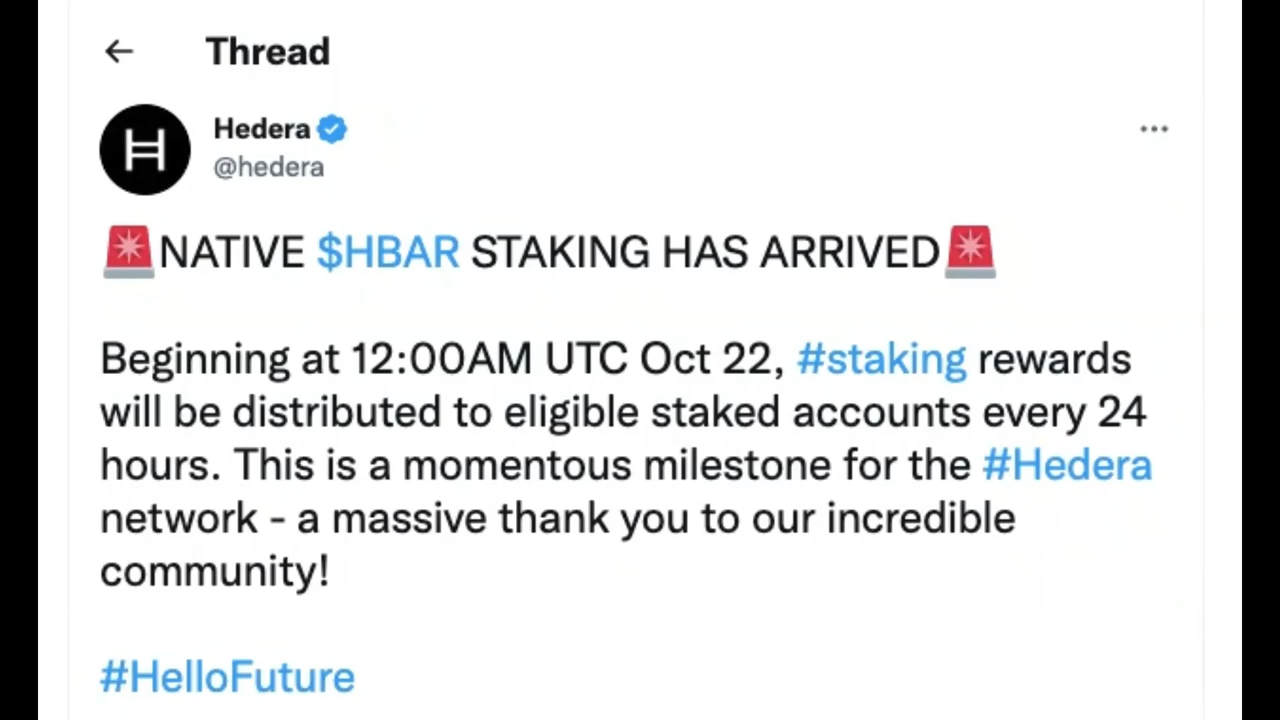 ← Thread
Hedera
@hedera
🚨NATIVE $HBAR STAKING HAS ARRIVED🚨
Beginning at 12:00AM UTC Oct 22, #staking rewards
will be distributed to eligible staked accounts every 24
hours. This is a momentous milestone for the #Hedera
network - a massive thank you to our incredible
community!
#HelloFuture